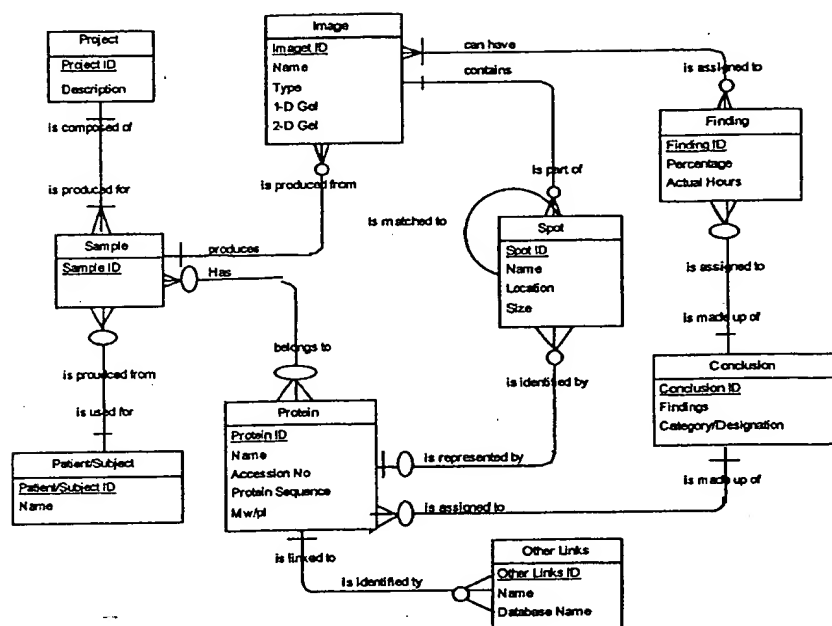 Project
Project ID
Description
is composed of
is produced for
Image
Imaget ID
Name
Type
1-D Gel
2-D Gel
can have
contains
is assigned to
Finding
Finding ID
Percentage
Actual Hours
is produced from
is part of
is matched to
Sample
Sample ID
produces
Has
Spot
Spot ID
Name
Location
Size
is assigned to
is made up of
belongs to
is prouced from
is used for
is identified by
Conclusion
Conclusion ID
Findings
Category/Designation
Protein
Protein ID
Name
Accession No
Protein Sequence
Mw/pI
is represented by
is assigned to
is made up of
Patient/Subject
Patient/Subject ID
Name
is linked to
is identified by
Other Links
Other Links ID
Name
Database Name